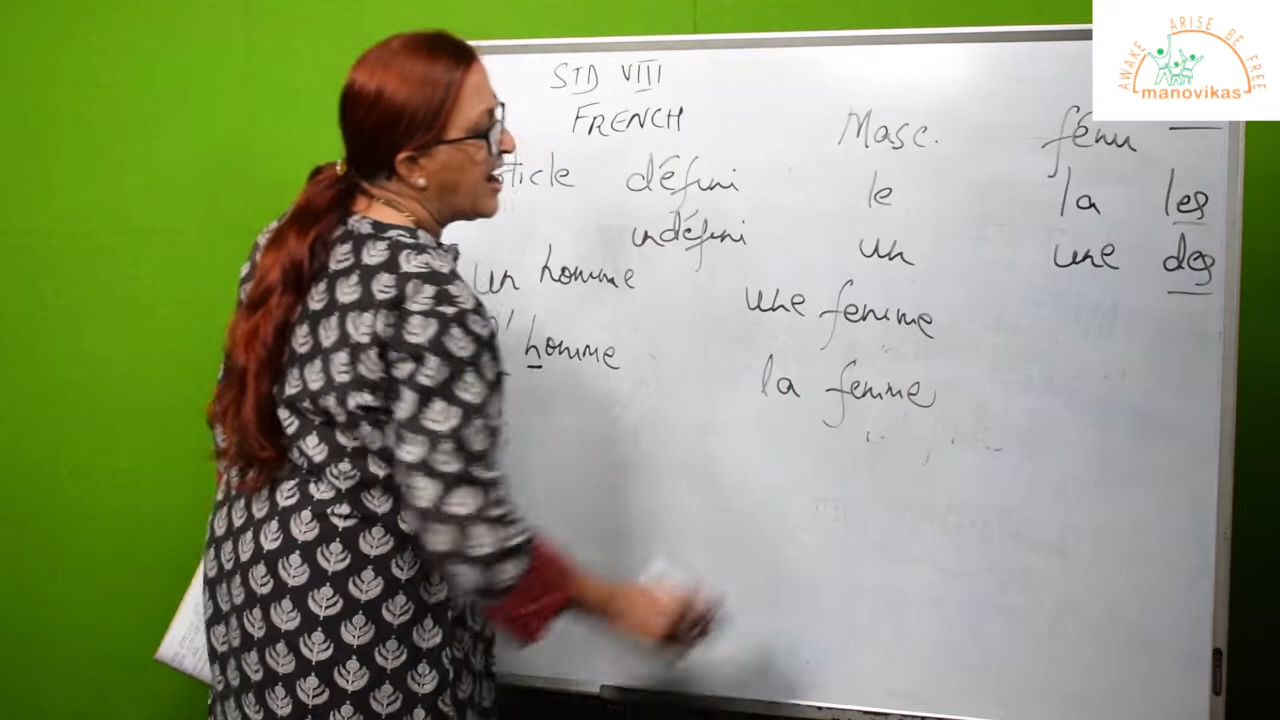 AWAKE ARISE BE FREE
manovikas
STD VIII
FRENCH
Masc. fému
ticle défini le la les
indéfini un une des
un homme une femme
' homme la femme